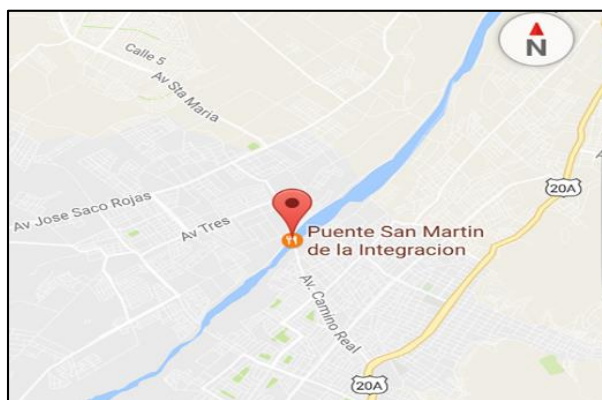 N
Calle 5
Av Sta Maria
20A
Av Jose Saco Rojas
Av Tres
Puente San Martin
de la Integracion
Av. Camino Real
20A